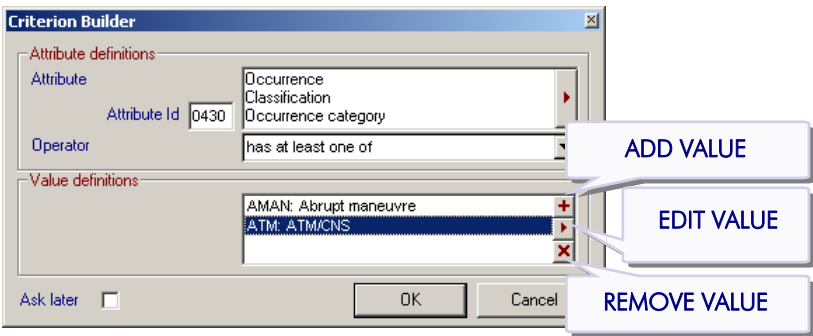 Criterion Builder
Attribute definitions
Attribute
Occurrence
Classification
Attribute Id 0430 Occurrence category
Operator has at least one of
ADD VALUE
Value definitions
AMAN: Abrupt maneuvre
ATM: ATM/CNS
EDIT VALUE
Ask later OK Cancel
REMOVE VALUE